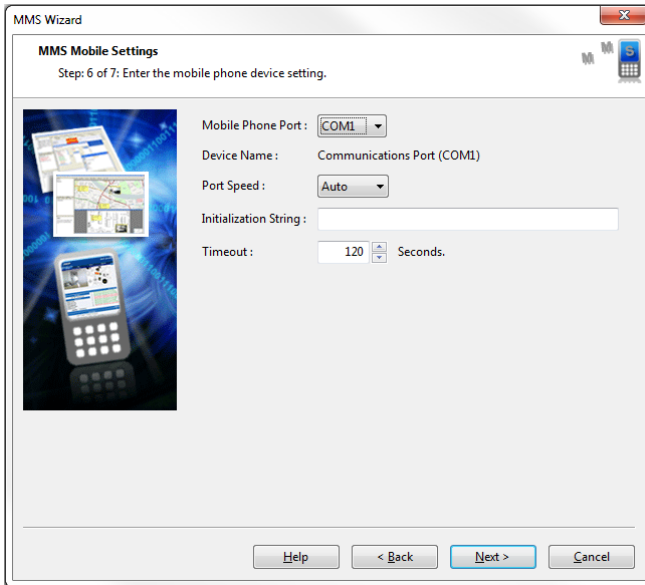 MMS Wizard
MMS Mobile Settings
Step: 6 of 7: Enter the mobile phone device setting.
S
Mobile Phone Port : COM1
Device Name : Communications Port (COM1)
Port Speed : Auto
Initialization String :
Timeout : 120 Seconds.
Help < Back Next > Cancel